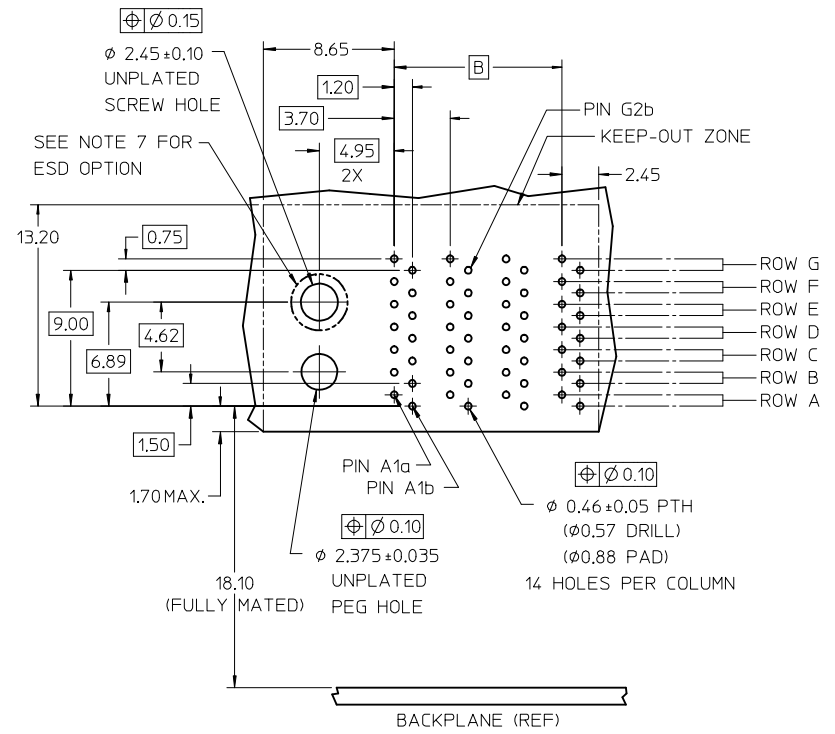 ⌖ Ø 0.15
Ø 2.45±0.10
UNPLATED
SCREW HOLE
SEE NOTE 7 FOR
ESD OPTION
8.65
B
1.20
3.70
4.95
2X
PIN G2b
KEEP-OUT ZONE
2.45
13.20
0.75
9.00
6.89
4.62
1.50
1.70 MAX.
ROW G
ROW F
ROW E
ROW D
ROW C
ROW B
ROW A
PIN A1a
PIN A1b
⌖ Ø 0.10
Ø 2.375±0.035
UNPLATED
PEG HOLE
⌖ Ø 0.10
Ø 0.46±0.05 PTH
(Ø0.57 DRILL)
(Ø0.88 PAD)
14 HOLES PER COLUMN
18.10
(FULLY MATED)
BACKPLANE (REF)